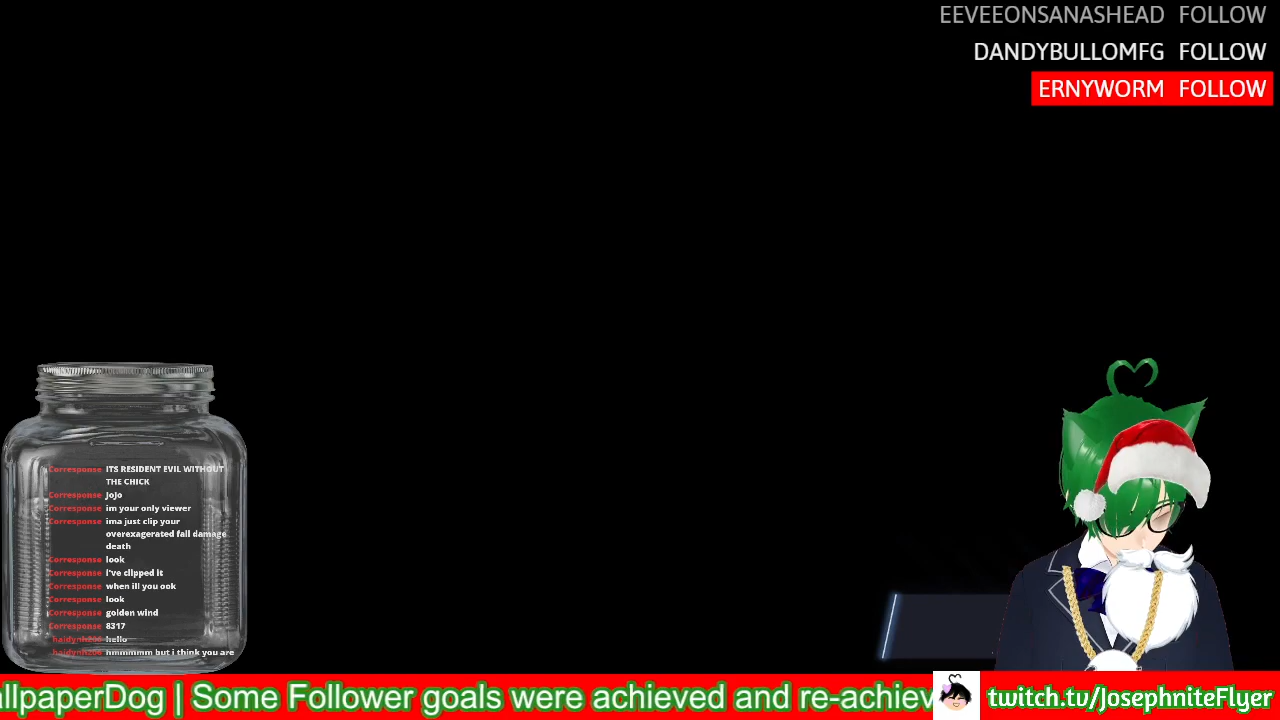 EEVEEONSANASHEAD FOLLOW
DANDYBULLOMFG FOLLOW
ERNYWORM FOLLOW
Corresponse ITS RESIDENT EVIL WITHOUT
THE CHICK
Corresponse JoJo
Corresponse im your only viewer
Corresponse ima just clip your
overexagerated fall damage
death
Corresponse look
Corresponse i've clipped it
Corresponse when ill you ook
Corresponse look
Corresponse golden wind
Corresponse 8317
hello
hmmmmm but i think you are
llpaperDog | Some Follower goals were achieved and re-achiev
twitch.tv/JosephniteFlyer